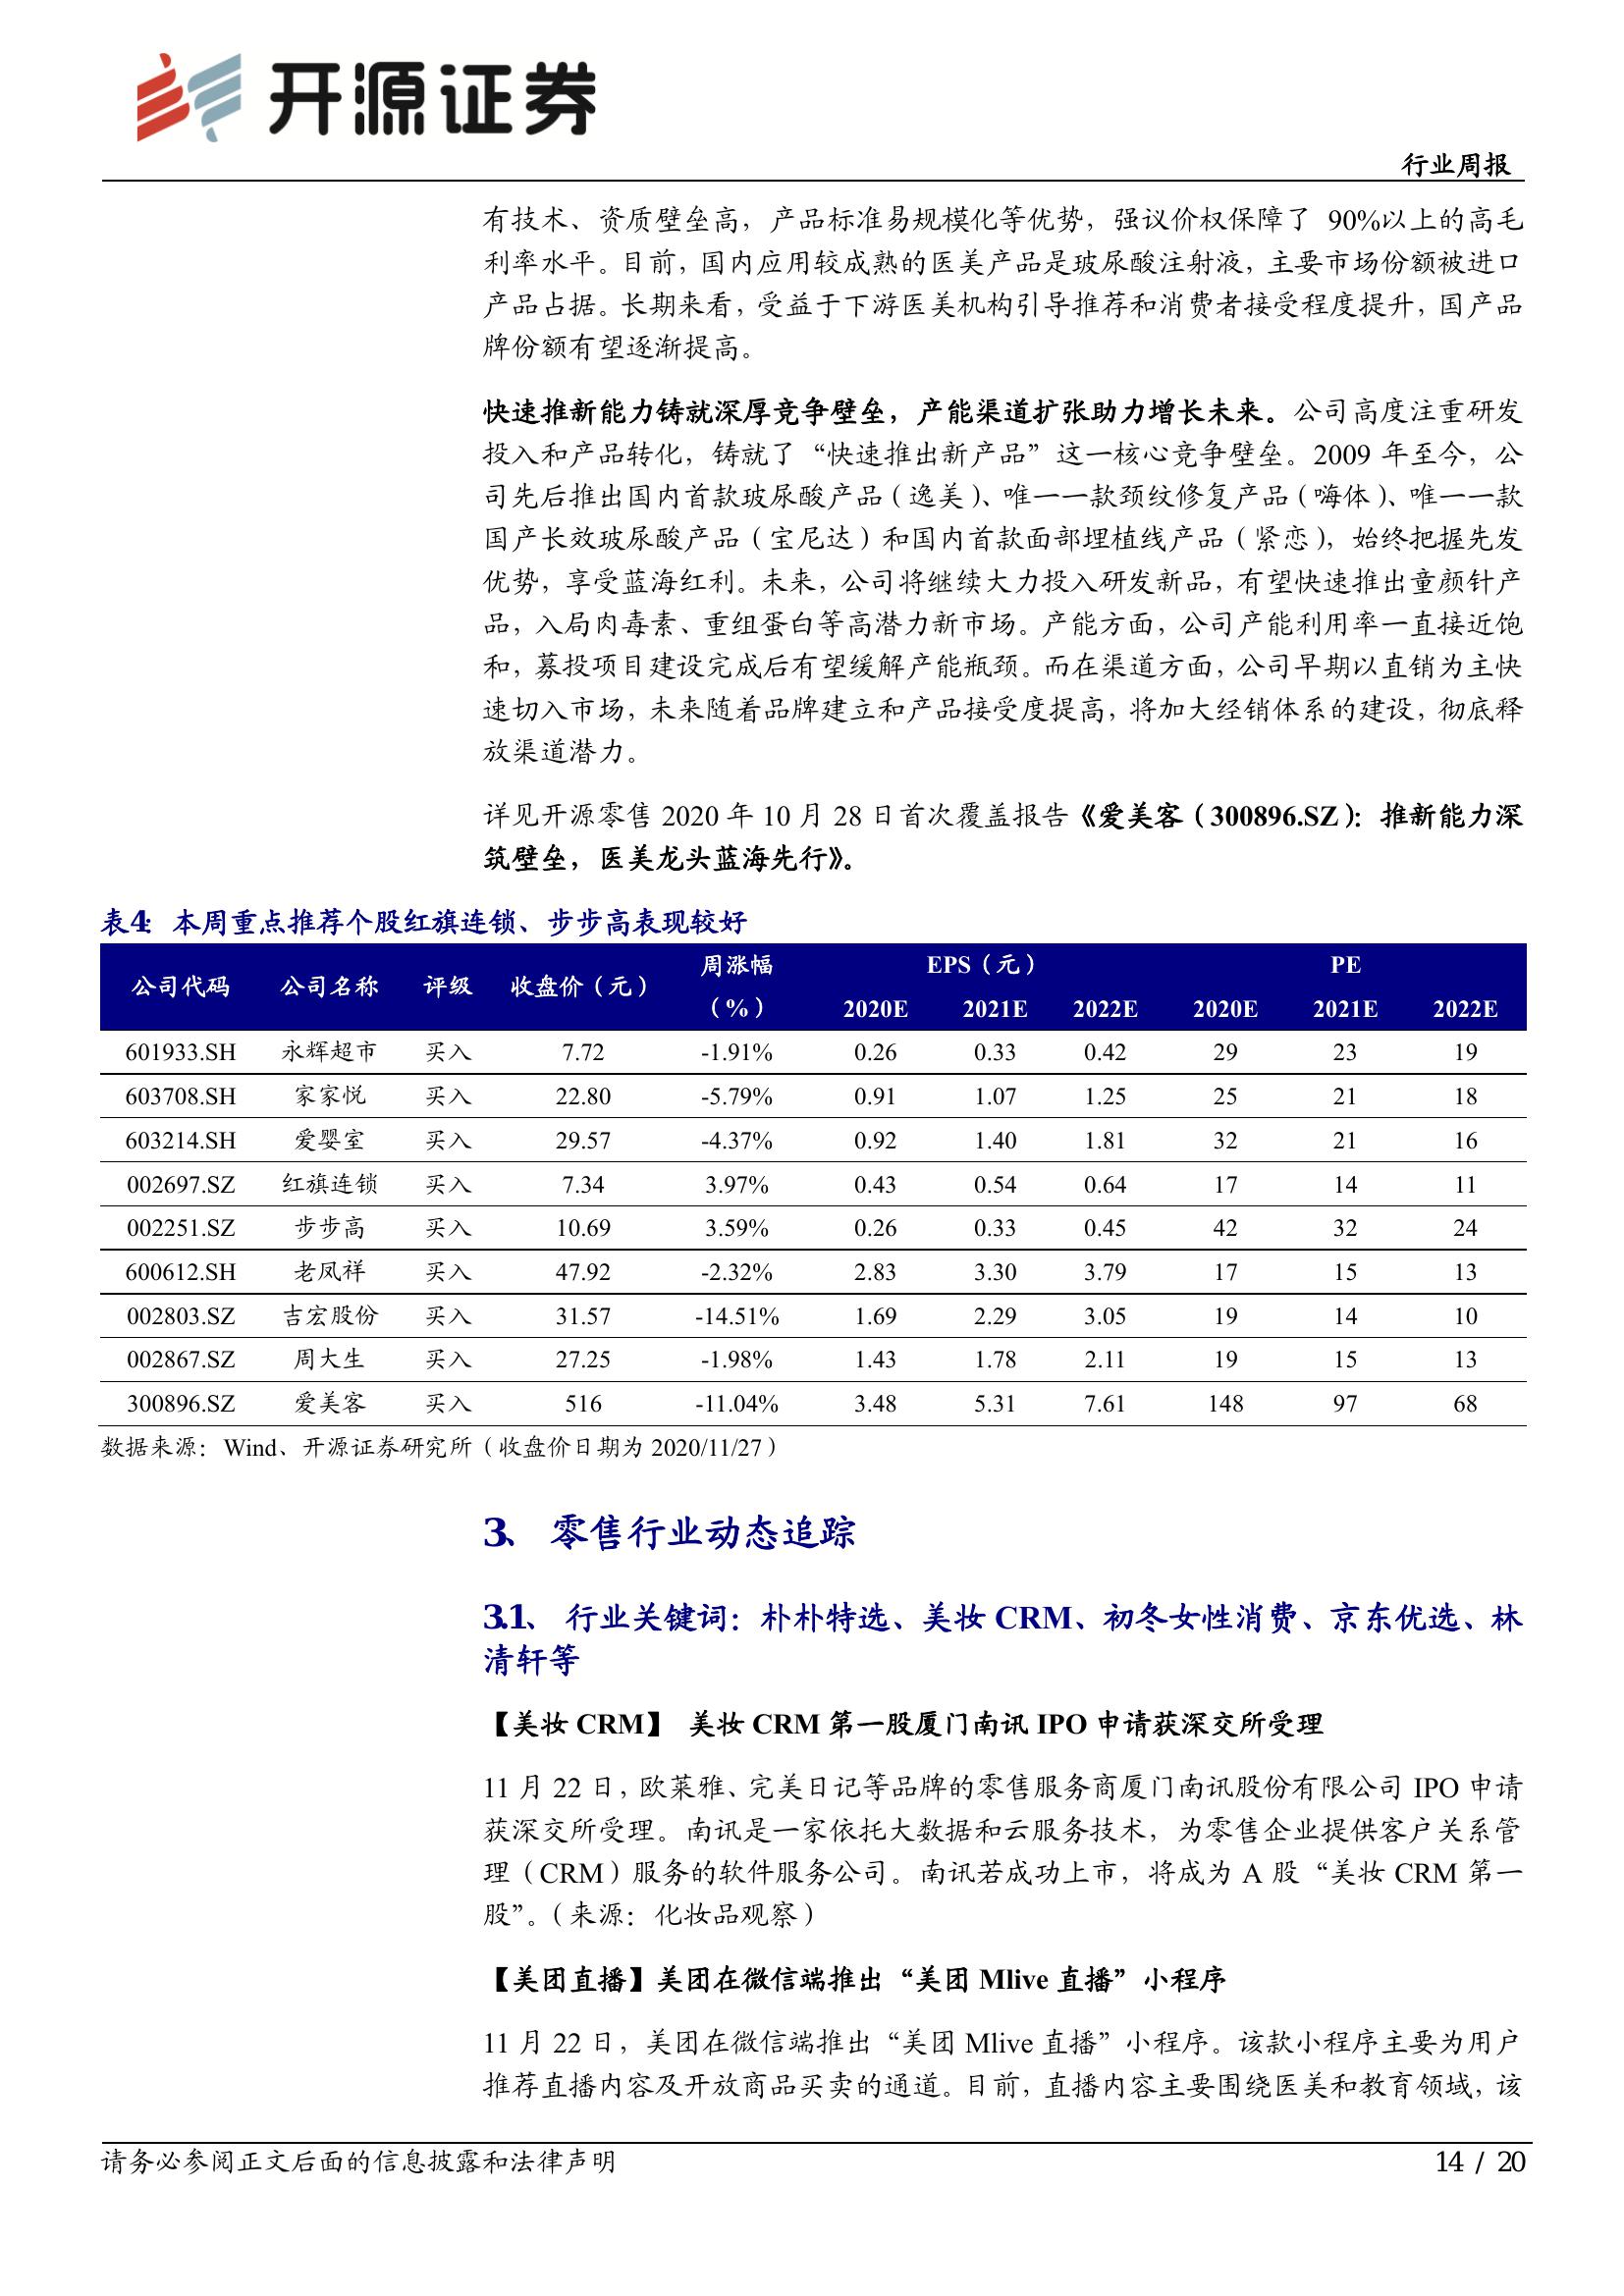 开源证券
行业周报
有技术、资质壁垒高，产品标准易规模化等优势，强议价权保障了 90%以上的高毛
利率水平。目前，国内应用较成熟的医美产品是玻尿酸注射液，主要市场份额被进口
产品占据。长期来看，受益于下游医美机构引导推荐和消费者接受程度提升，国产品
牌份额有望逐渐提高。
快速推新能力铸就深厚竞争壁垒，产能渠道扩张助力增长未来。公司高度注重研发
投入和产品转化，铸就了“快速推出新产品”这一核心竞争壁垒。2009 年至今，公
司先后推出国内首款玻尿酸产品（逸美）、唯一一款颈纹修复产品（嗨体）、唯一一款
国产长效玻尿酸产品（宝尼达）和国内首款面部埋植线产品（紧恋），始终把握先发
优势，享受蓝海红利。未来，公司将继续大力投入研发新品，有望快速推出童颜针产
品，入局肉毒素、重组蛋白等高潜力新市场。产能方面，公司产能利用率一直接近饱
和，募投项目建设完成后有望缓解产能瓶颈。而在渠道方面，公司早期以直销为主快
速切入市场，未来随着品牌建立和产品接受度提高，将加大经销体系的建设，彻底释
放渠道潜力。
详见开源零售 2020 年 10 月 28 日首次覆盖报告《爱美客（300896.SZ）：推新能力深
筑壁垒，医美龙头蓝海先行》。
表4： 本周重点推荐个股红旗连锁、步步高表现较好
公司代码 公司名称 评级 收盘价（元） 周涨幅（%） EPS（元） PE
2020E 2021E 2022E 2020E 2021E 2022E
601933.SH 永辉超市 买入 7.72 -1.91% 0.26 0.33 0.42 29 23 19
603708.SH 家家悦 买入 22.80 -5.79% 0.91 1.07 1.25 25 21 18
603214.SH 爱婴室 买入 29.57 -4.37% 0.92 1.40 1.81 32 21 16
002697.SZ 红旗连锁 买入 7.34 3.97% 0.43 0.54 0.64 17 14 11
002251.SZ 步步高 买入 10.69 3.59% 0.26 0.33 0.45 42 32 24
600612.SH 老凤祥 买入 47.92 -2.32% 2.83 3.30 3.79 17 15 13
002803.SZ 吉宏股份 买入 31.57 -14.51% 1.69 2.29 3.05 19 14 10
002867.SZ 周大生 买入 27.25 -1.98% 1.43 1.78 2.11 19 15 13
300896.SZ 爱美客 买入 516 -11.04% 3.48 5.31 7.61 148 97 68
数据来源：Wind、开源证券研究所（收盘价日期为 2020/11/27）
3、 零售行业动态追踪
3.1、 行业关键词：朴朴特选、美妆 CRM、初冬女性消费、京东优选、林
清轩等
【美妆 CRM】 美妆 CRM 第一股厦门南讯 IPO 申请获深交所受理
11 月 22 日，欧莱雅、完美日记等品牌的零售服务商厦门南讯股份有限公司 IPO 申请
获深交所受理。南讯是一家依托大数据和云服务技术，为零售企业提供客户关系管
理（CRM）服务的软件服务公司。南讯若成功上市，将成为 A 股“美妆 CRM 第一
股”。（来源：化妆品观察）
【美团直播】美团在微信端推出“美团 Mlive 直播”小程序
11 月 22 日，美团在微信端推出“美团 Mlive 直播”小程序。该款小程序主要为用户
推荐直播内容及开放商品买卖的通道。目前，直播内容主要围绕医美和教育领域，该
请务必参阅正文后面的信息披露和法律声明
14 / 20